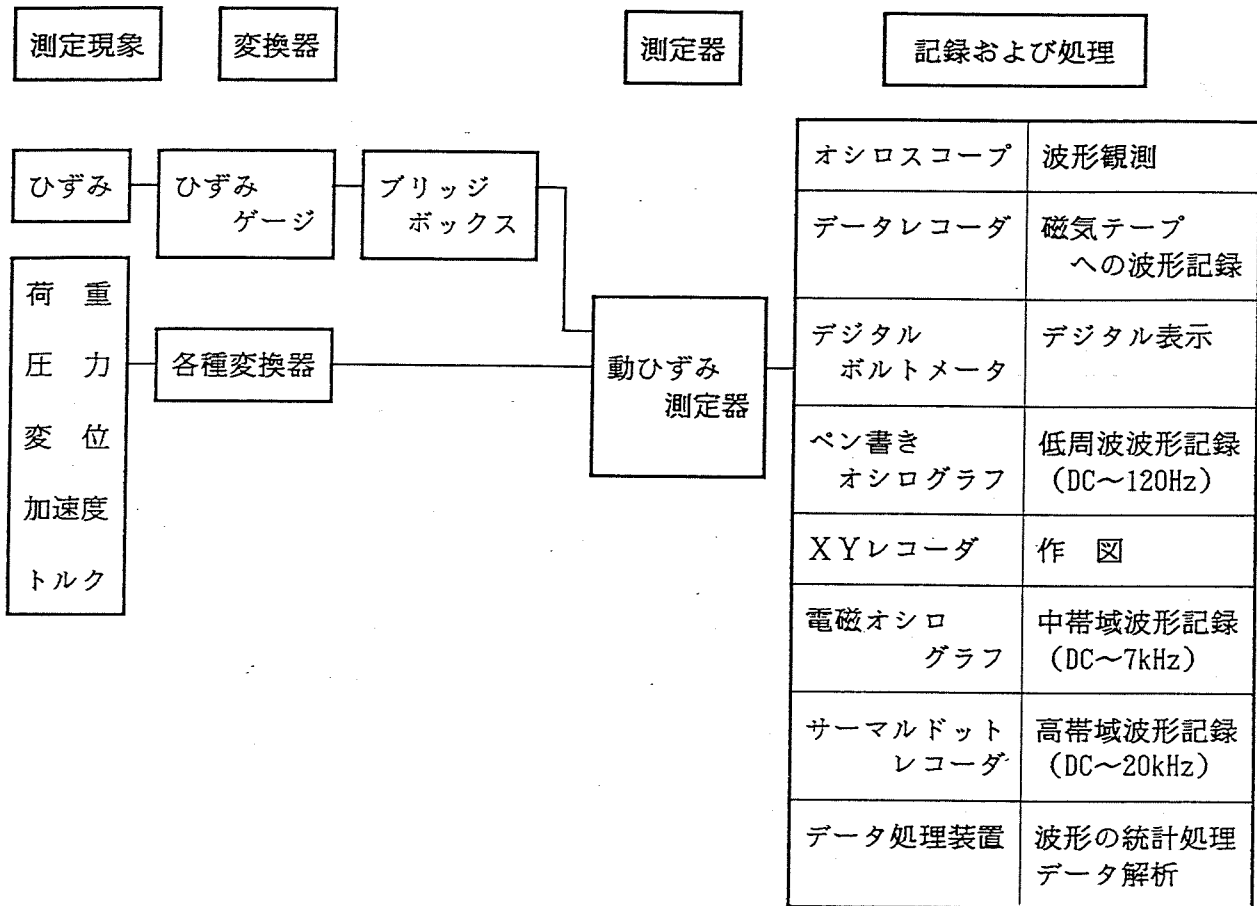 測定現象
変換器
測定器
記録および処理
ひずみ
ひずみ
ゲージ
ブリッジ
ボックス
荷　重
圧　力
変　位
加速度
トルク
各種変換器
動ひずみ
測定器
オシロスコープ
波形観測
データレコーダ
磁気テープ
への波形記録
デジタル
ボルトメータ
デジタル表示
ペン書き
オシログラフ
低周波波形記録
(DC～120Hz)
ＸＹレコーダ
作　図
電磁オシロ
グラフ
中帯域波形記録
(DC～7kHz)
サーマルドット
レコーダ
高帯域波形記録
(DC～20kHz)
データ処理装置
波形の統計処理
データ解析